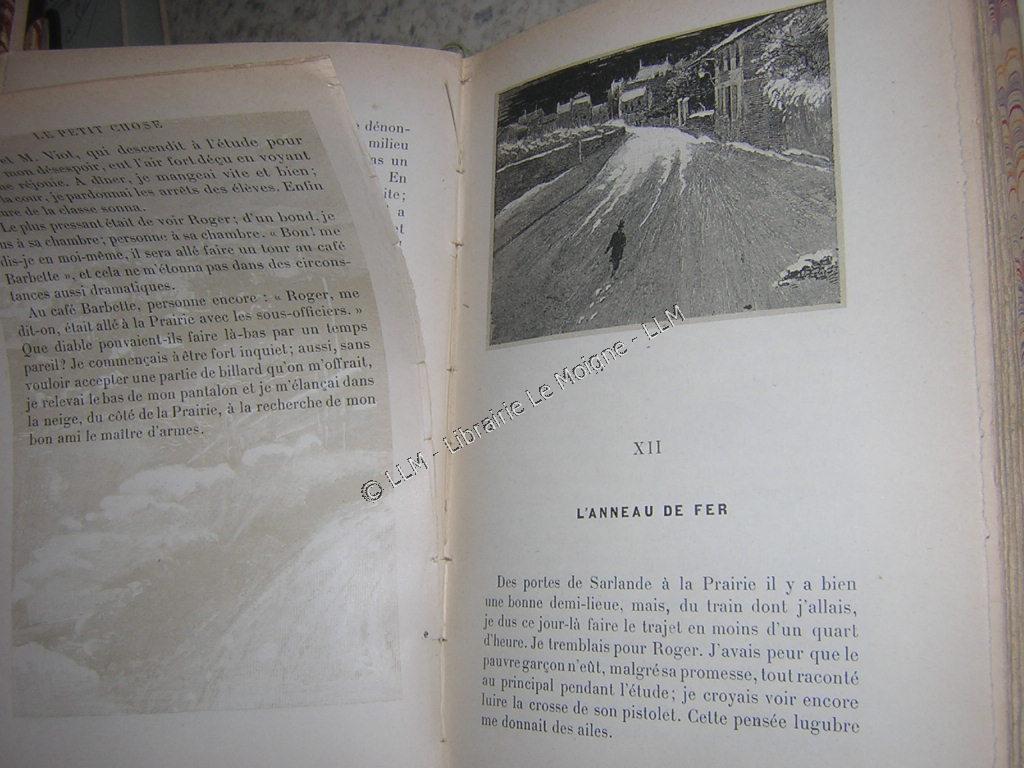 LE PETIT CHOSE
et M. Viot, qui descendit à l'étude pour
mon désespoir, eut l'air fort déçu en voyant
ne réjouie. A dîner, je mangeai vite et bien ;
la cour, je pardonnai les arrêts des élèves. Enfin
ure de la classe sonna.
Le plus pressant était de voir Roger ; d'un bond, je
us à sa chambre ; personne à sa chambre. « Bon ! me
dis-je en moi-même, il sera allé faire un tour au café
Barbette », et cela ne m'étonna pas dans des circons-
tances aussi dramatiques.
Au café Barbette, personne encore : « Roger, me
dit-on, était allé à la Prairie avec les sous-officiers. »
Que diable pouvaient-ils faire là-bas par un temps
pareil ? Je commençais à être fort inquiet ; aussi, sans
vouloir accepter une partie de billard qu'on m'offrait,
je relevai le bas de mon pantalon et je m'élançai dans
la neige, du côté de la Prairie, à la recherche de mon
bon ami le maître d'armes.
dénon-
milieu
un
En
ite ;
a
et
© LLM - Librairie Le Moigne - LLM
XII
L'ANNEAU DE FER
Des portes de Sarlande à la Prairie il y a bien
une bonne demi-lieue, mais, du train dont j'allais,
je dus ce jour-là faire le trajet en moins d'un quart
d'heure. Je tremblais pour Roger. J'avais peur que le
pauvre garçon n'eût, malgré sa promesse, tout raconté
au principal pendant l'étude ; je croyais voir encore
luire la crosse de son pistolet. Cette pensée lugubre
me donnait des ailes.